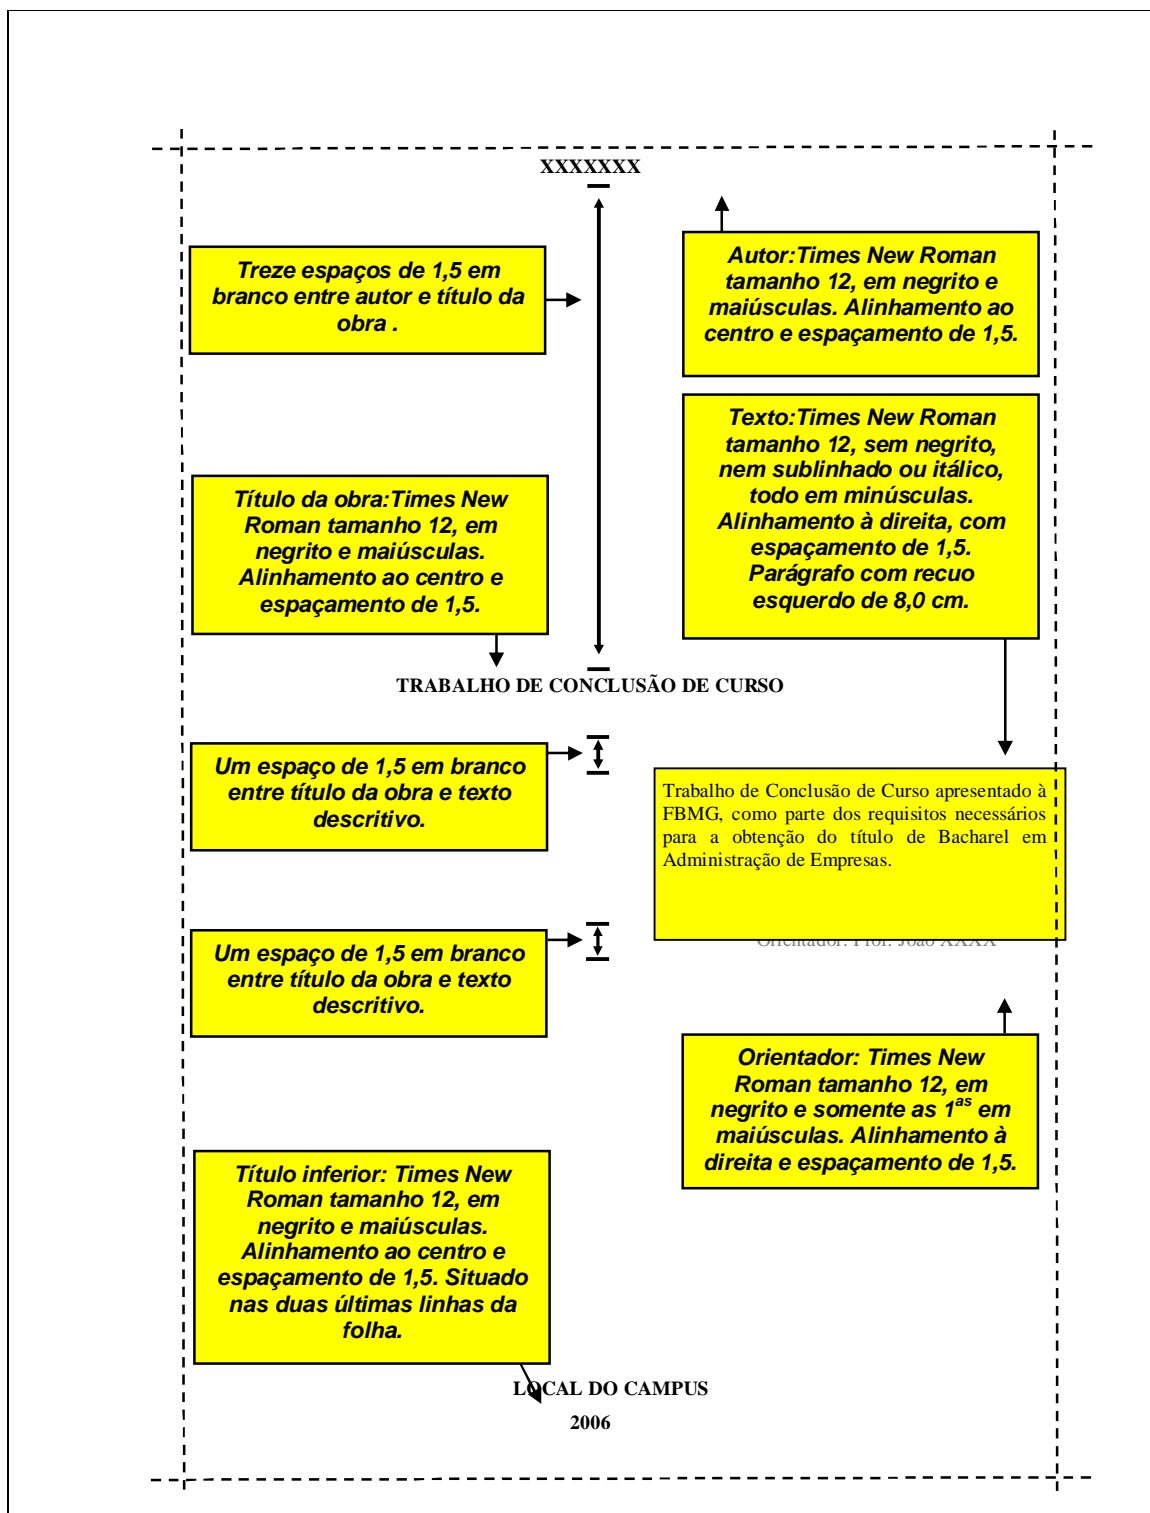 XXXXXXX
Treze espaços de 1,5 em
branco entre autor e título da
obra .
Autor:Times New Roman
tamanho 12, em negrito e
maiúsculas. Alinhamento ao
centro e espaçamento de 1,5.
Texto:Times New Roman
tamanho 12, sem negrito,
nem sublinhado ou itálico,
todo em minúsculas.
Alinhamento à direita, com
espaçamento de 1,5.
Parágrafo com recuo
esquerdo de 8,0 cm.
Título da obra:Times New
Roman tamanho 12, em
negrito e maiúsculas.
Alinhamento ao centro e
espaçamento de 1,5.
TRABALHO DE CONCLUSÃO DE CURSO
Um espaço de 1,5 em branco
entre título da obra e texto
descritivo.
Trabalho de Conclusão de Curso apresentado à
FBMG, como parte dos requisitos necessários
para a obtenção do título de Bacharel em
Administração de Empresas.
Orientador: Prof. João XXXX
Um espaço de 1,5 em branco
entre título da obra e texto
descritivo.
Orientador: Times New
Roman tamanho 12, em
negrito e somente as 1as em
maiúsculas. Alinhamento à
direita e espaçamento de 1,5.
Título inferior: Times New
Roman tamanho 12, em
negrito e maiúsculas.
Alinhamento ao centro e
espaçamento de 1,5. Situado
nas duas últimas linhas da
folha.
LOCAL DO CAMPUS
2006